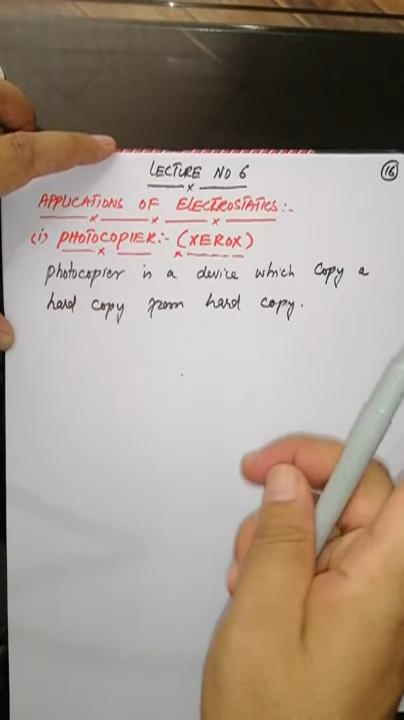 LECTURE NO 6
16
APPLICATIONS OF ELECTROSTATICS:-
(i) PHOTOCOPIER:- (XEROX)
photocopier is a device which copy a
hard copy from hard copy.